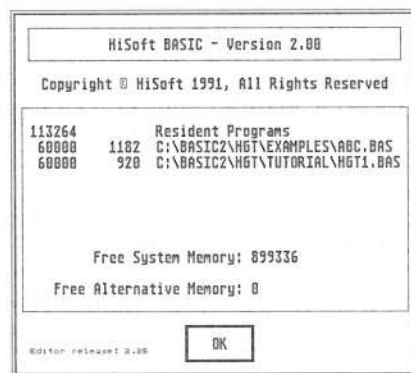 HiSoft BASIC - Version 2.00
Copyright © HiSoft 1991, All Rights Reserved
113264 Resident Programs
60000 1182 C:\BASIC2\HGT\EXAMPLES\ABC.BAS
60000 920 C:\BASIC2\HGT\TUTORIAL\HGT1.BAS
Free System Memory: 899336
Free Alternative Memory: 0
Editor release: 2.25
OK